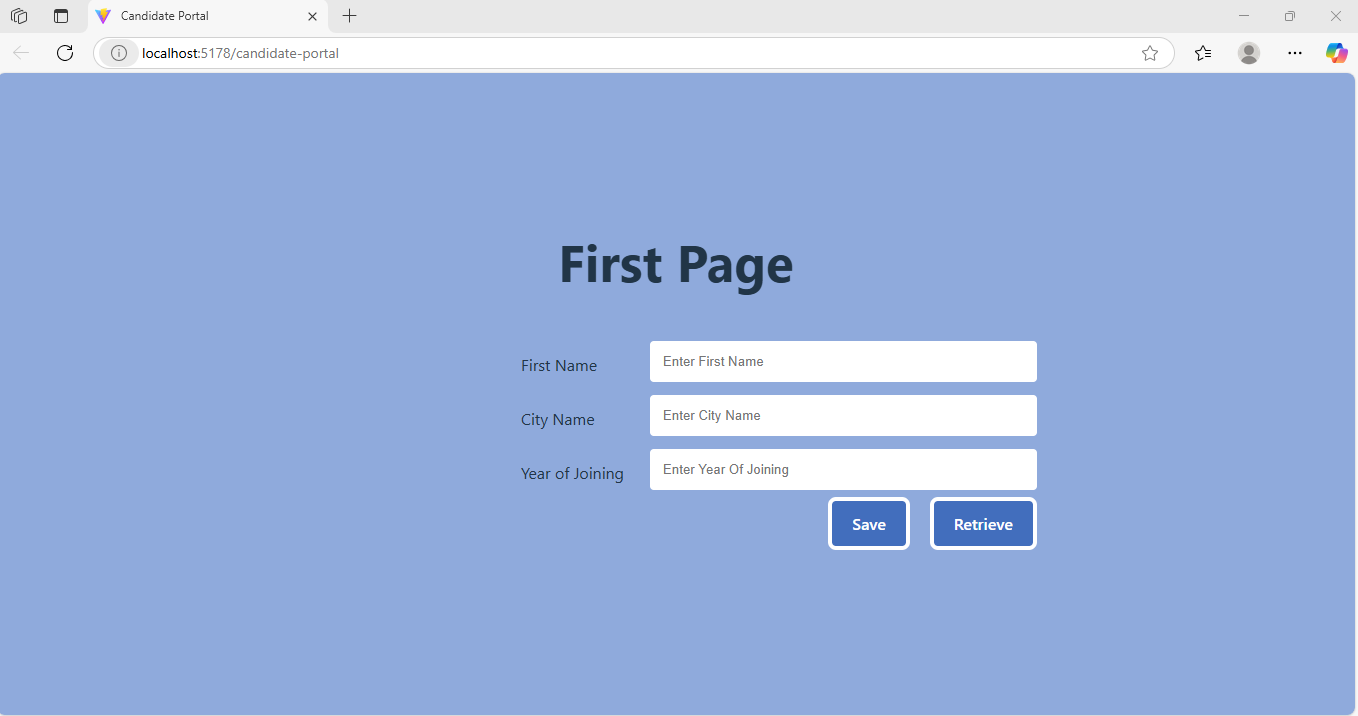 Candidate Portal
localhost:5178/candidate-portal
First Page
First Name Enter First Name
City Name Enter City Name
Year of Joining Enter Year Of Joining
Save Retrieve